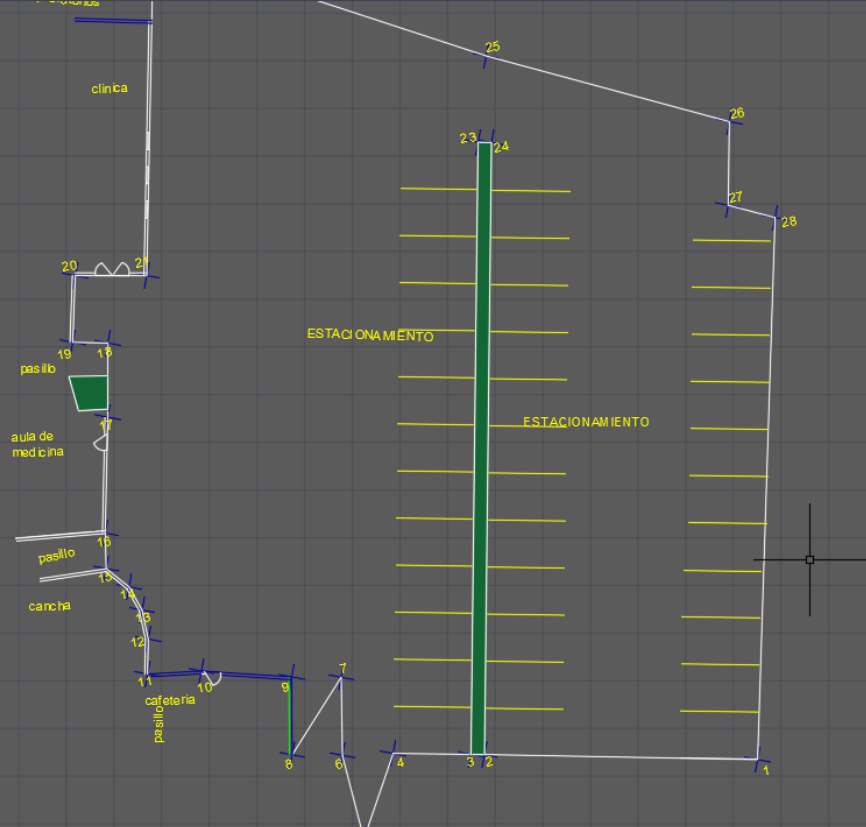 25
clinica
26
23
24
27
28
20
21
ESTACIONAMIENTO
19
18
pasillo
17
ESTACIONAMIENTO
aula de
medicina
16
pasillo
15
14
cancha
13
12
7
11
10
9
cafeteria
pasillo
8
6
4
3
2
1